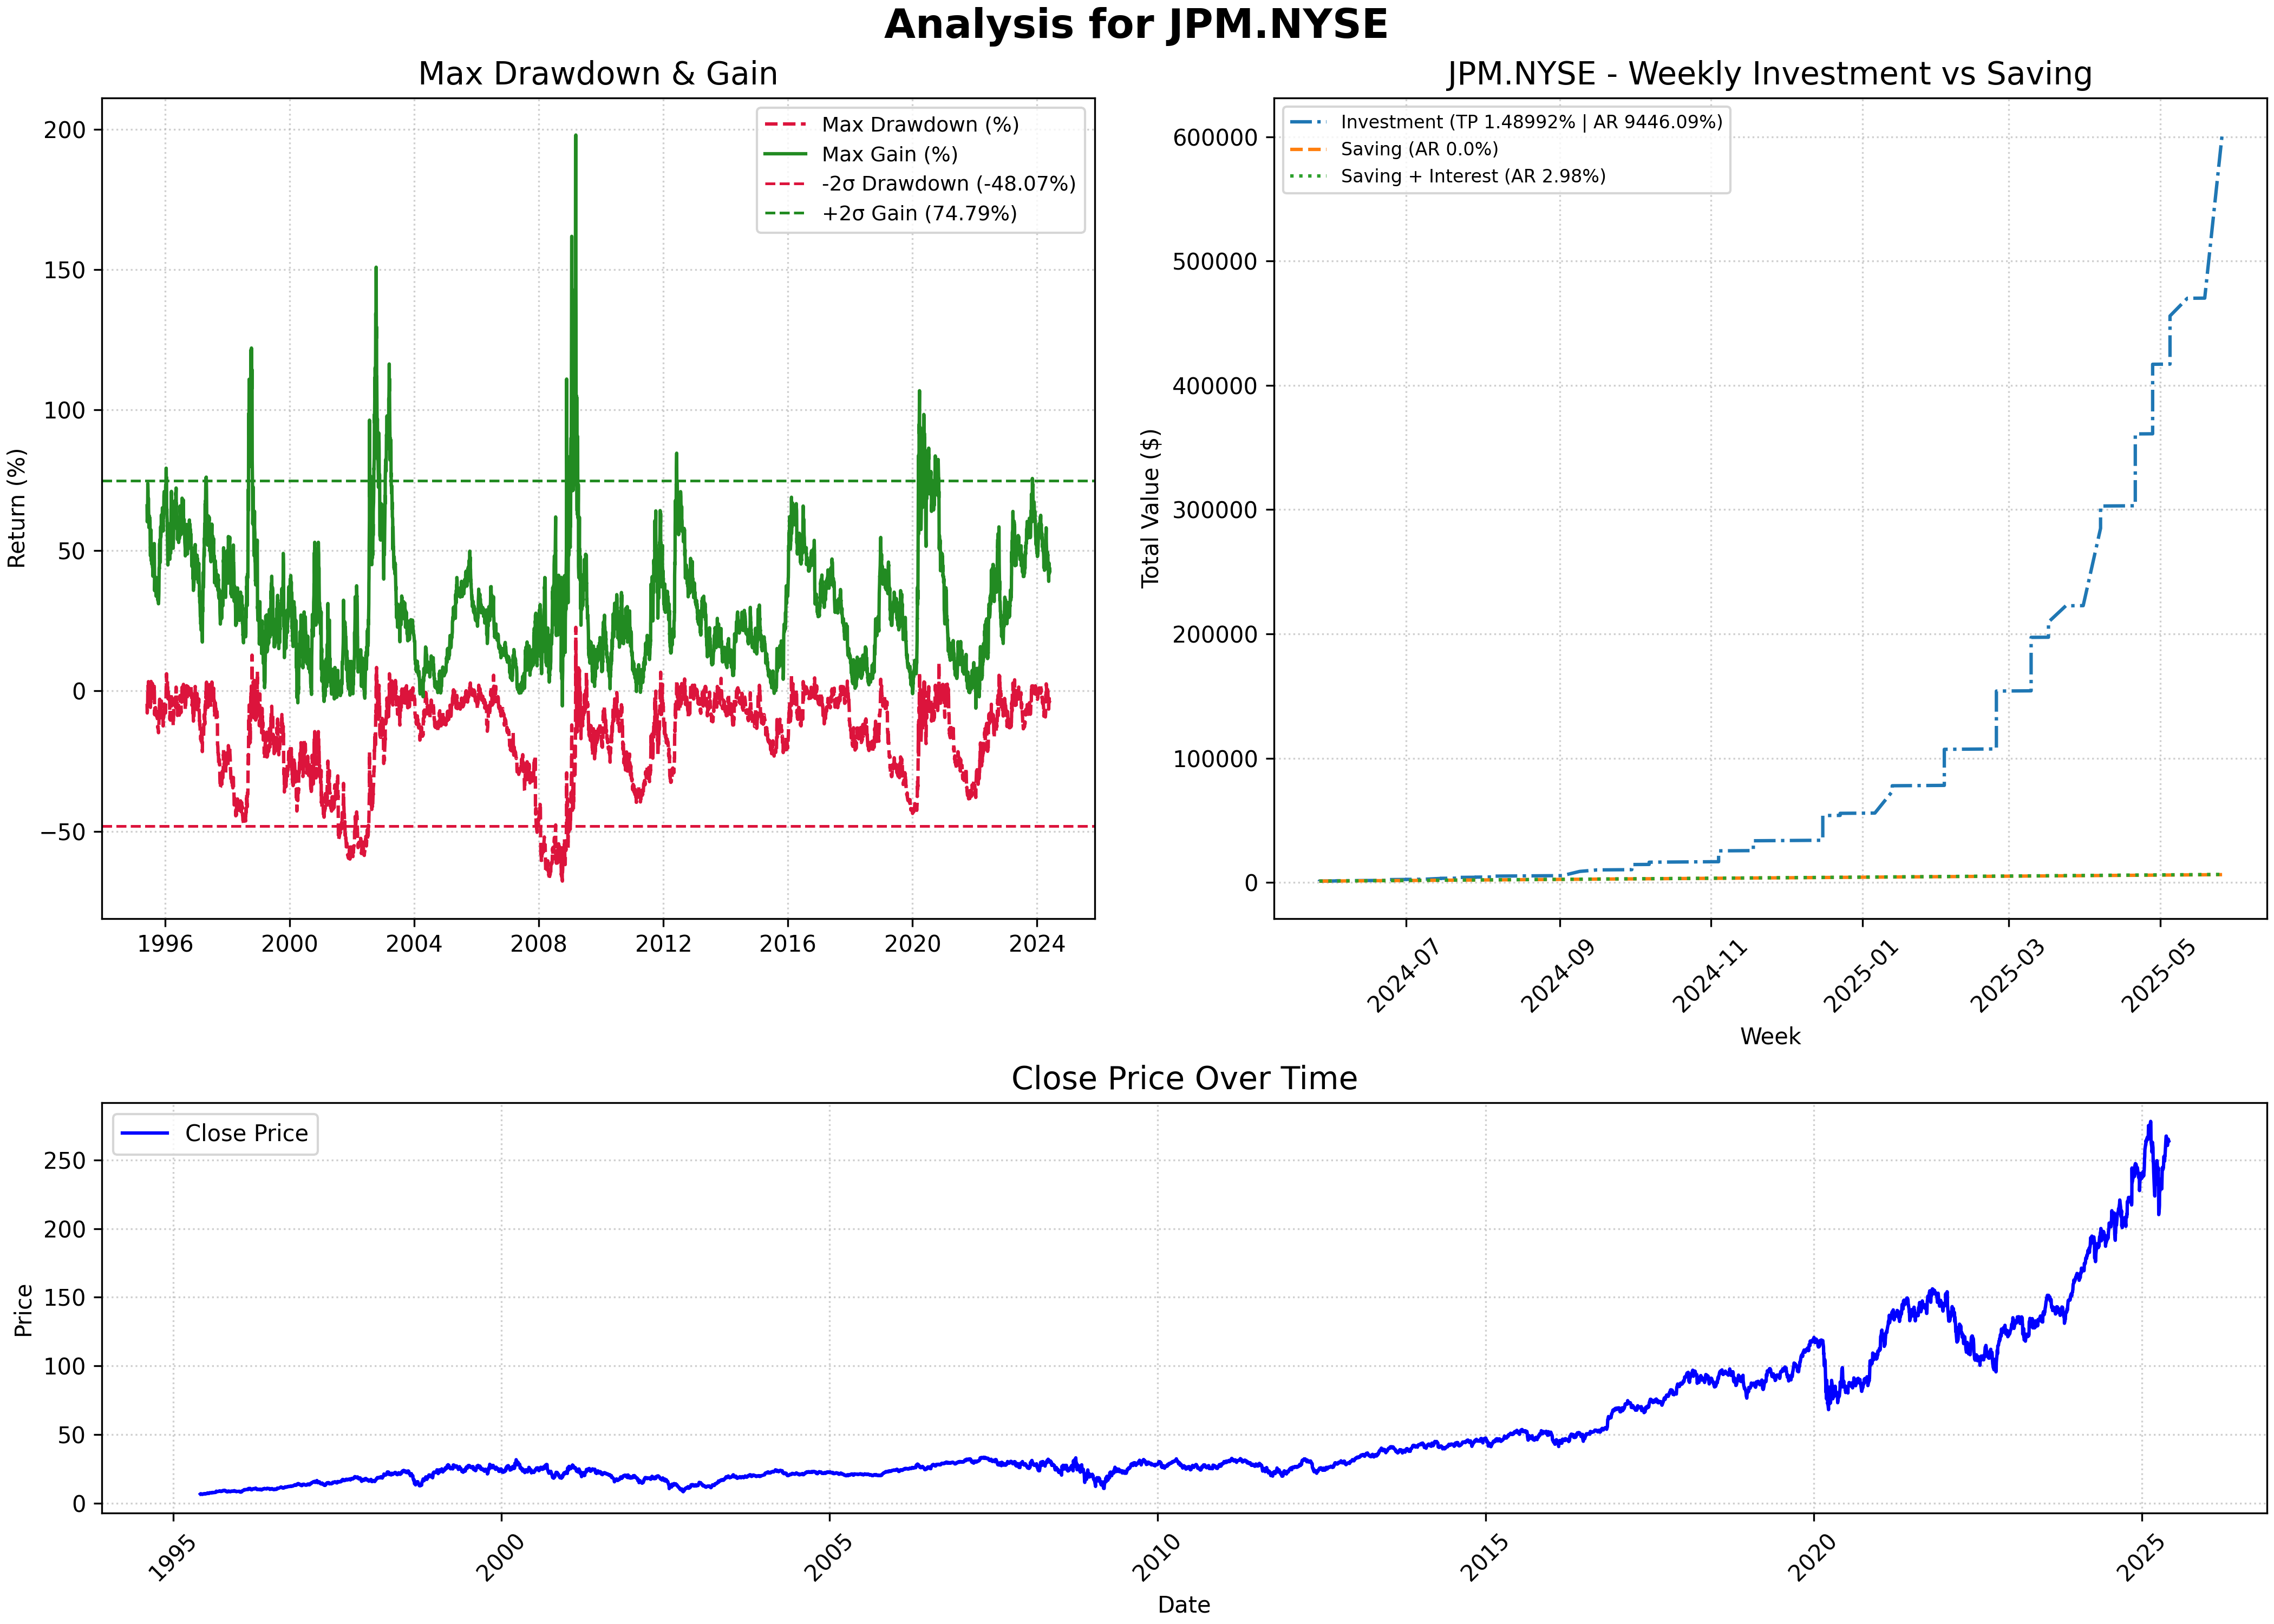 Analysis for JPM.NYSE
Max Drawdown & Gain
Return (%)
200
150
100
50
0
−50
1996
2000
2004
2008
2012
2016
2020
2024
Max Drawdown (%)
Max Gain (%)
-2σ Drawdown (-48.07%)
+2σ Gain (74.79%)
JPM.NYSE - Weekly Investment vs Saving
Total Value ($)
600000
500000
400000
300000
200000
100000
0
2024-07
2024-09
2024-11
2025-01
2025-03
2025-05
Week
Investment (TP 1.48992% | AR 9446.09%)
Saving (AR 0.0%)
Saving + Interest (AR 2.98%)
Close Price Over Time
Price
250
200
150
100
50
0
1995
2000
2005
2010
2015
2020
2025
Date
Close Price